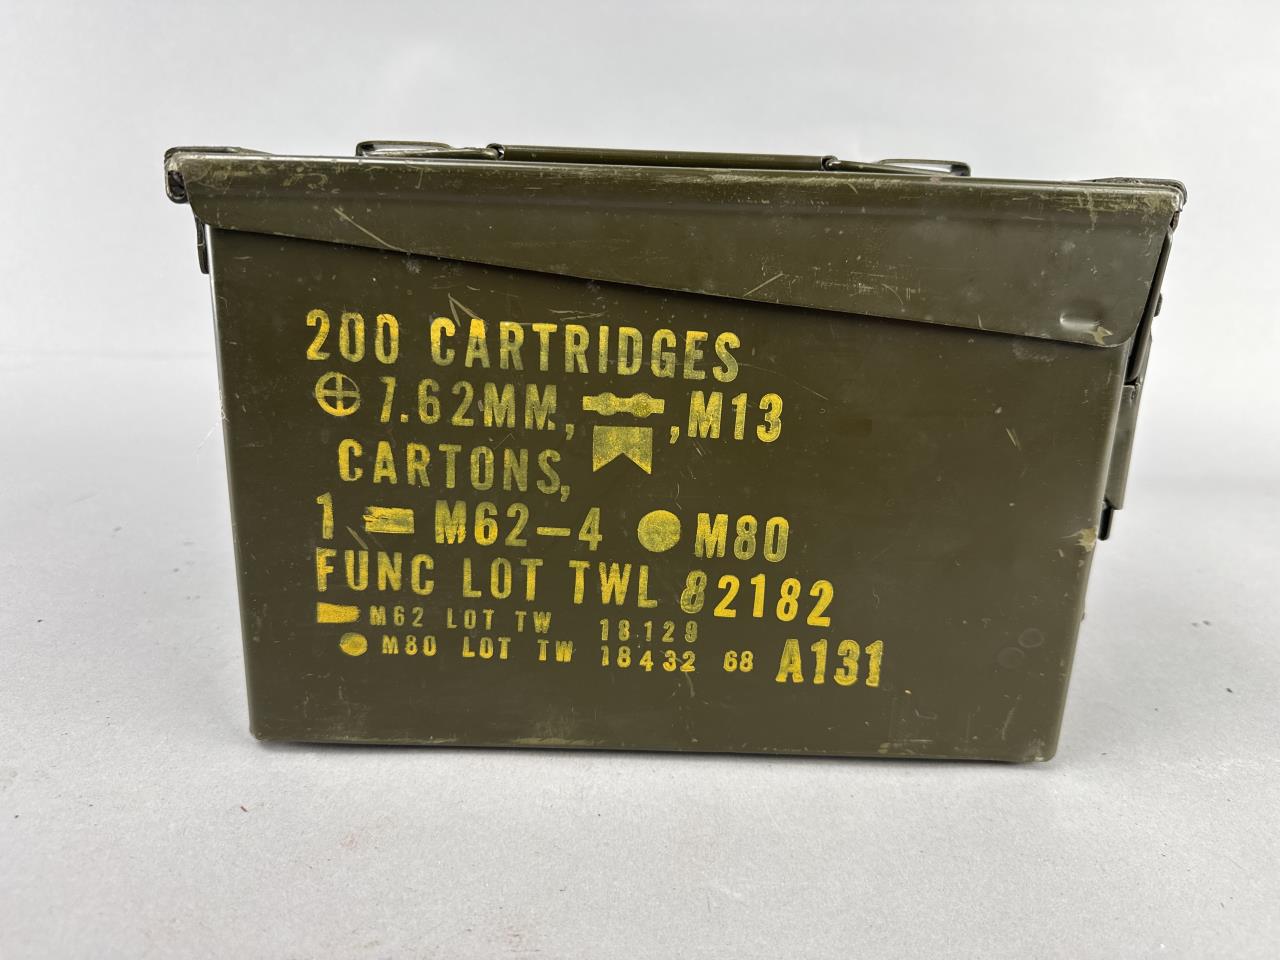 200 CARTRIDGES
7.62MM, ,M13
CARTONS,
1 M62-4 M80
FUNC LOT TWL 82182
M62 LOT TW 18129
M80 LOT TW 18432 68 A131